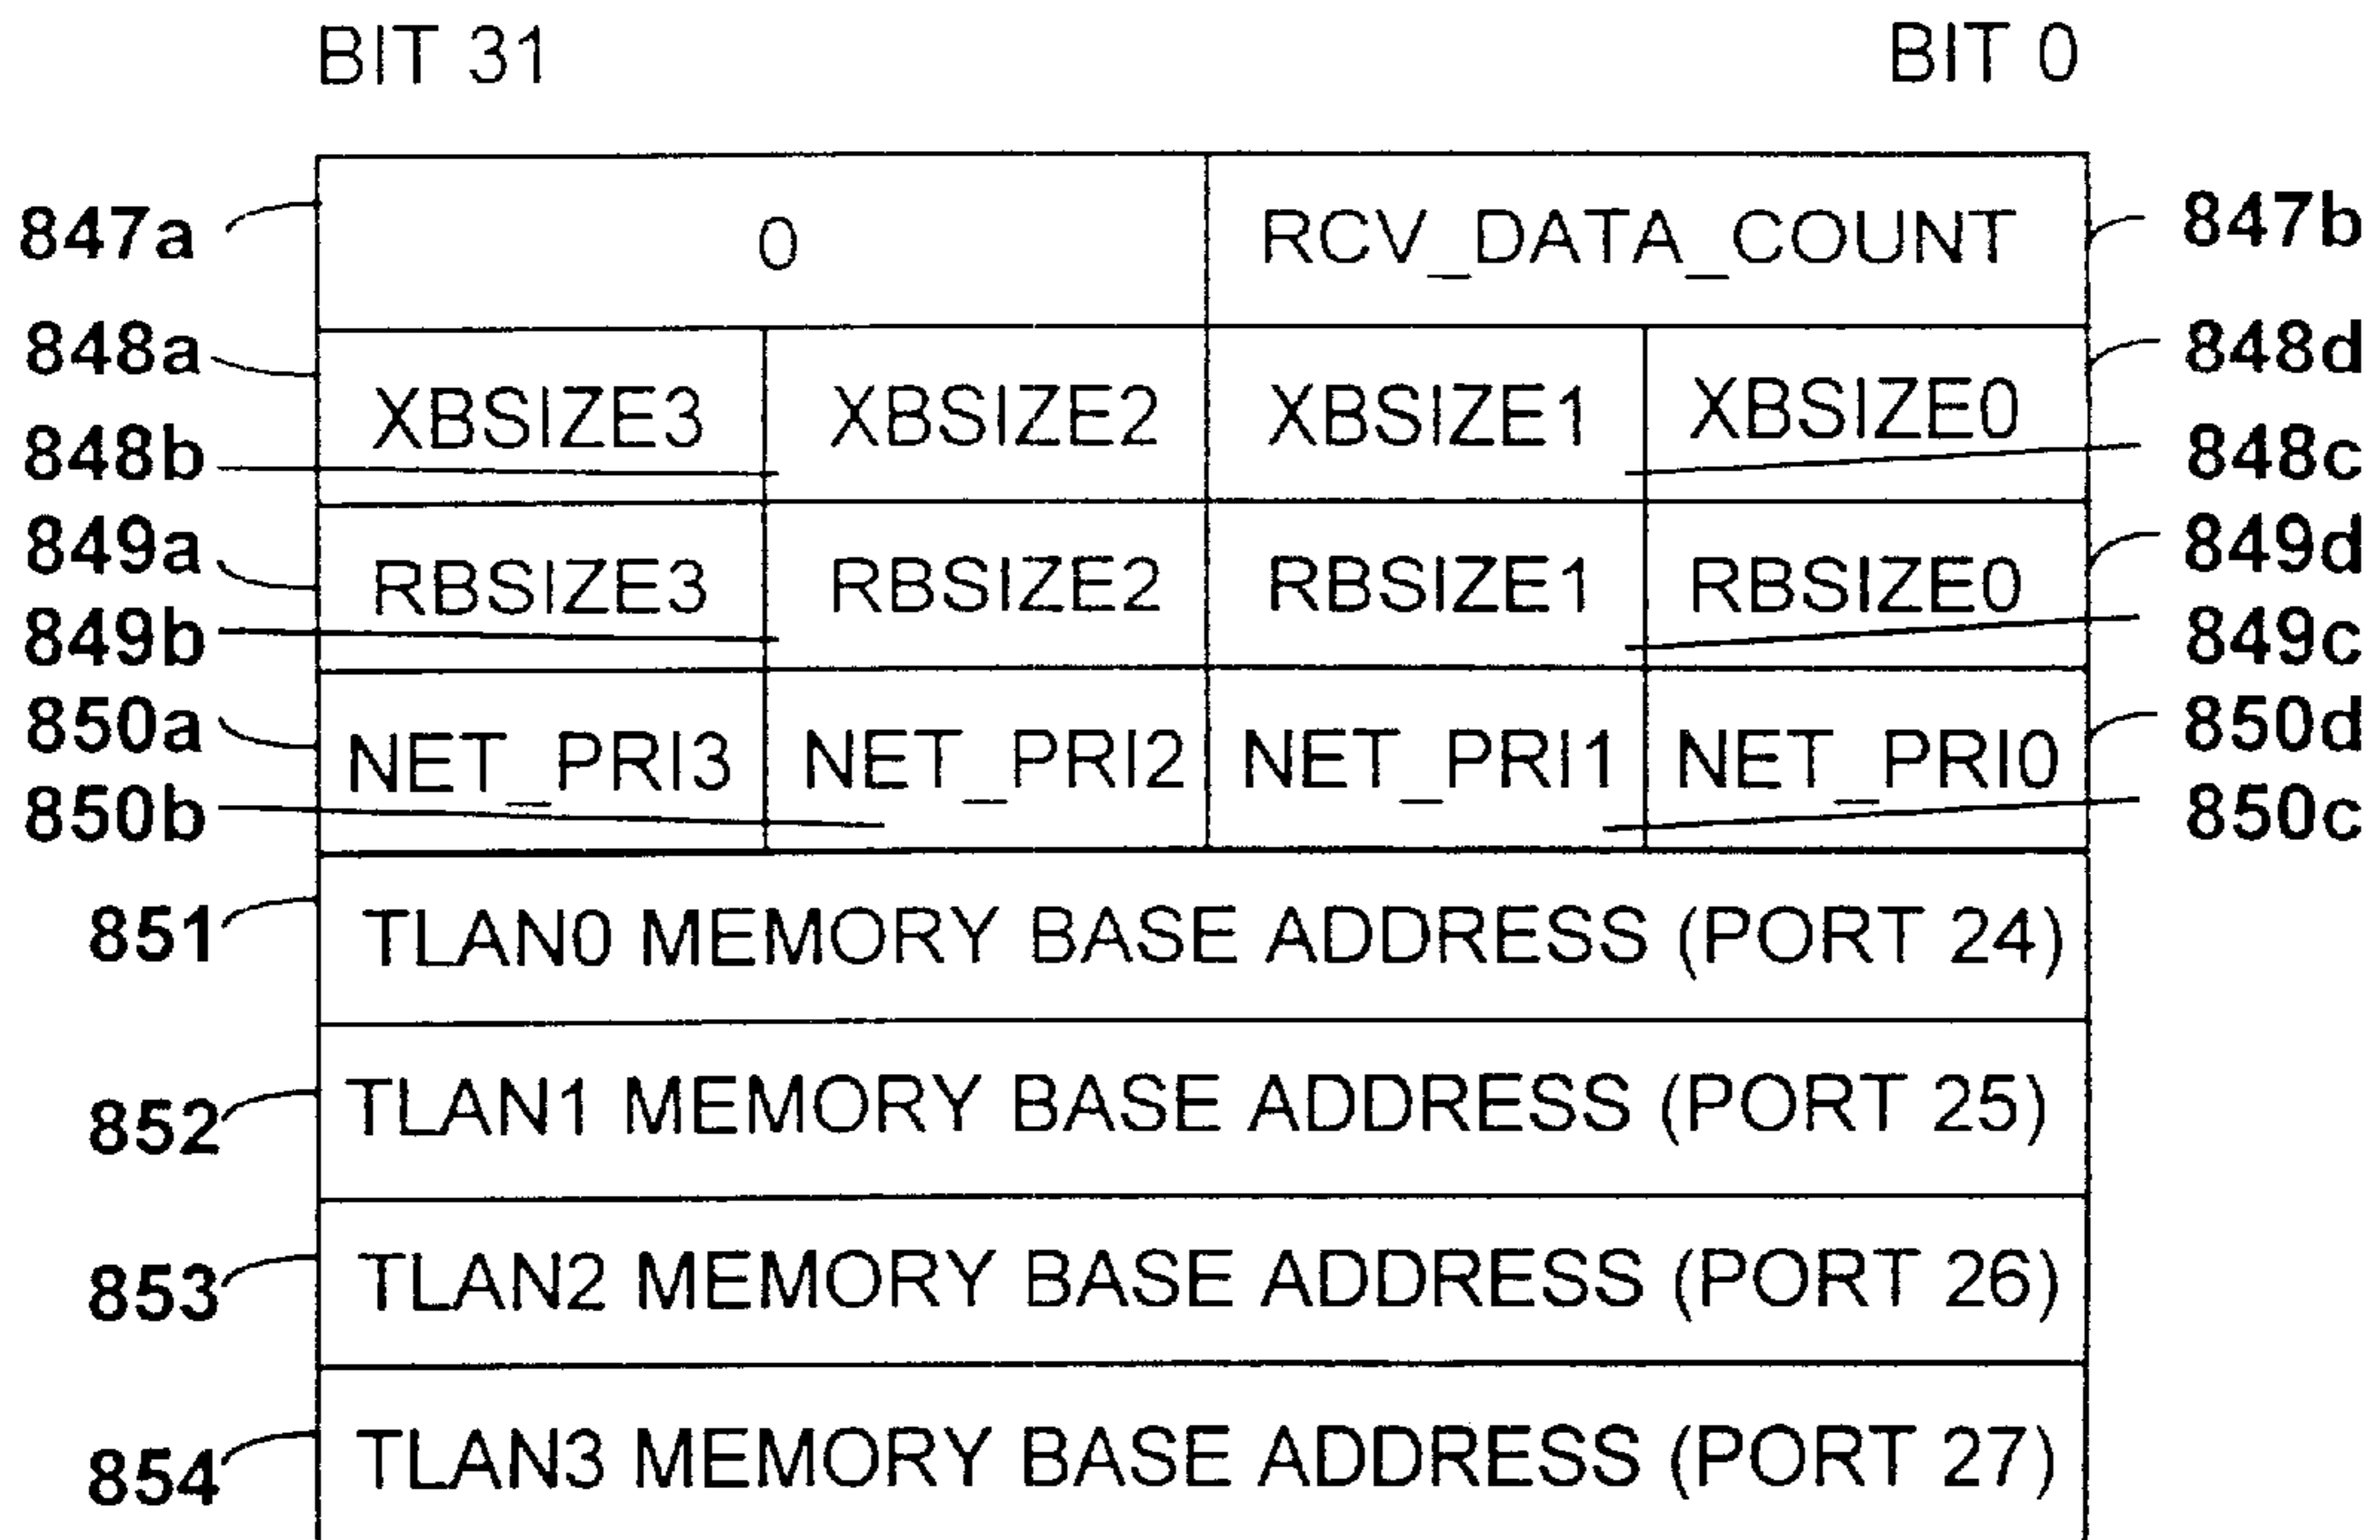 BIT 31 BIT 0
847a 0 RCV_DATA_COUNT 847b
848a XBSIZE3 XBSIZE2 XBSIZE1 XBSIZE0 848d
848b 848c
849a RBSIZE3 RBSIZE2 RBSIZE1 RBSIZE0 849d
849b 849c
850a NET_PRI3 NET_PRI2 NET_PRI1 NET_PRI0 850d
850b 850c
851 TLAN0 MEMORY BASE ADDRESS (PORT 24)
852 TLAN1 MEMORY BASE ADDRESS (PORT 25)
853 TLAN2 MEMORY BASE ADDRESS (PORT 26)
854 TLAN3 MEMORY BASE ADDRESS (PORT 27)